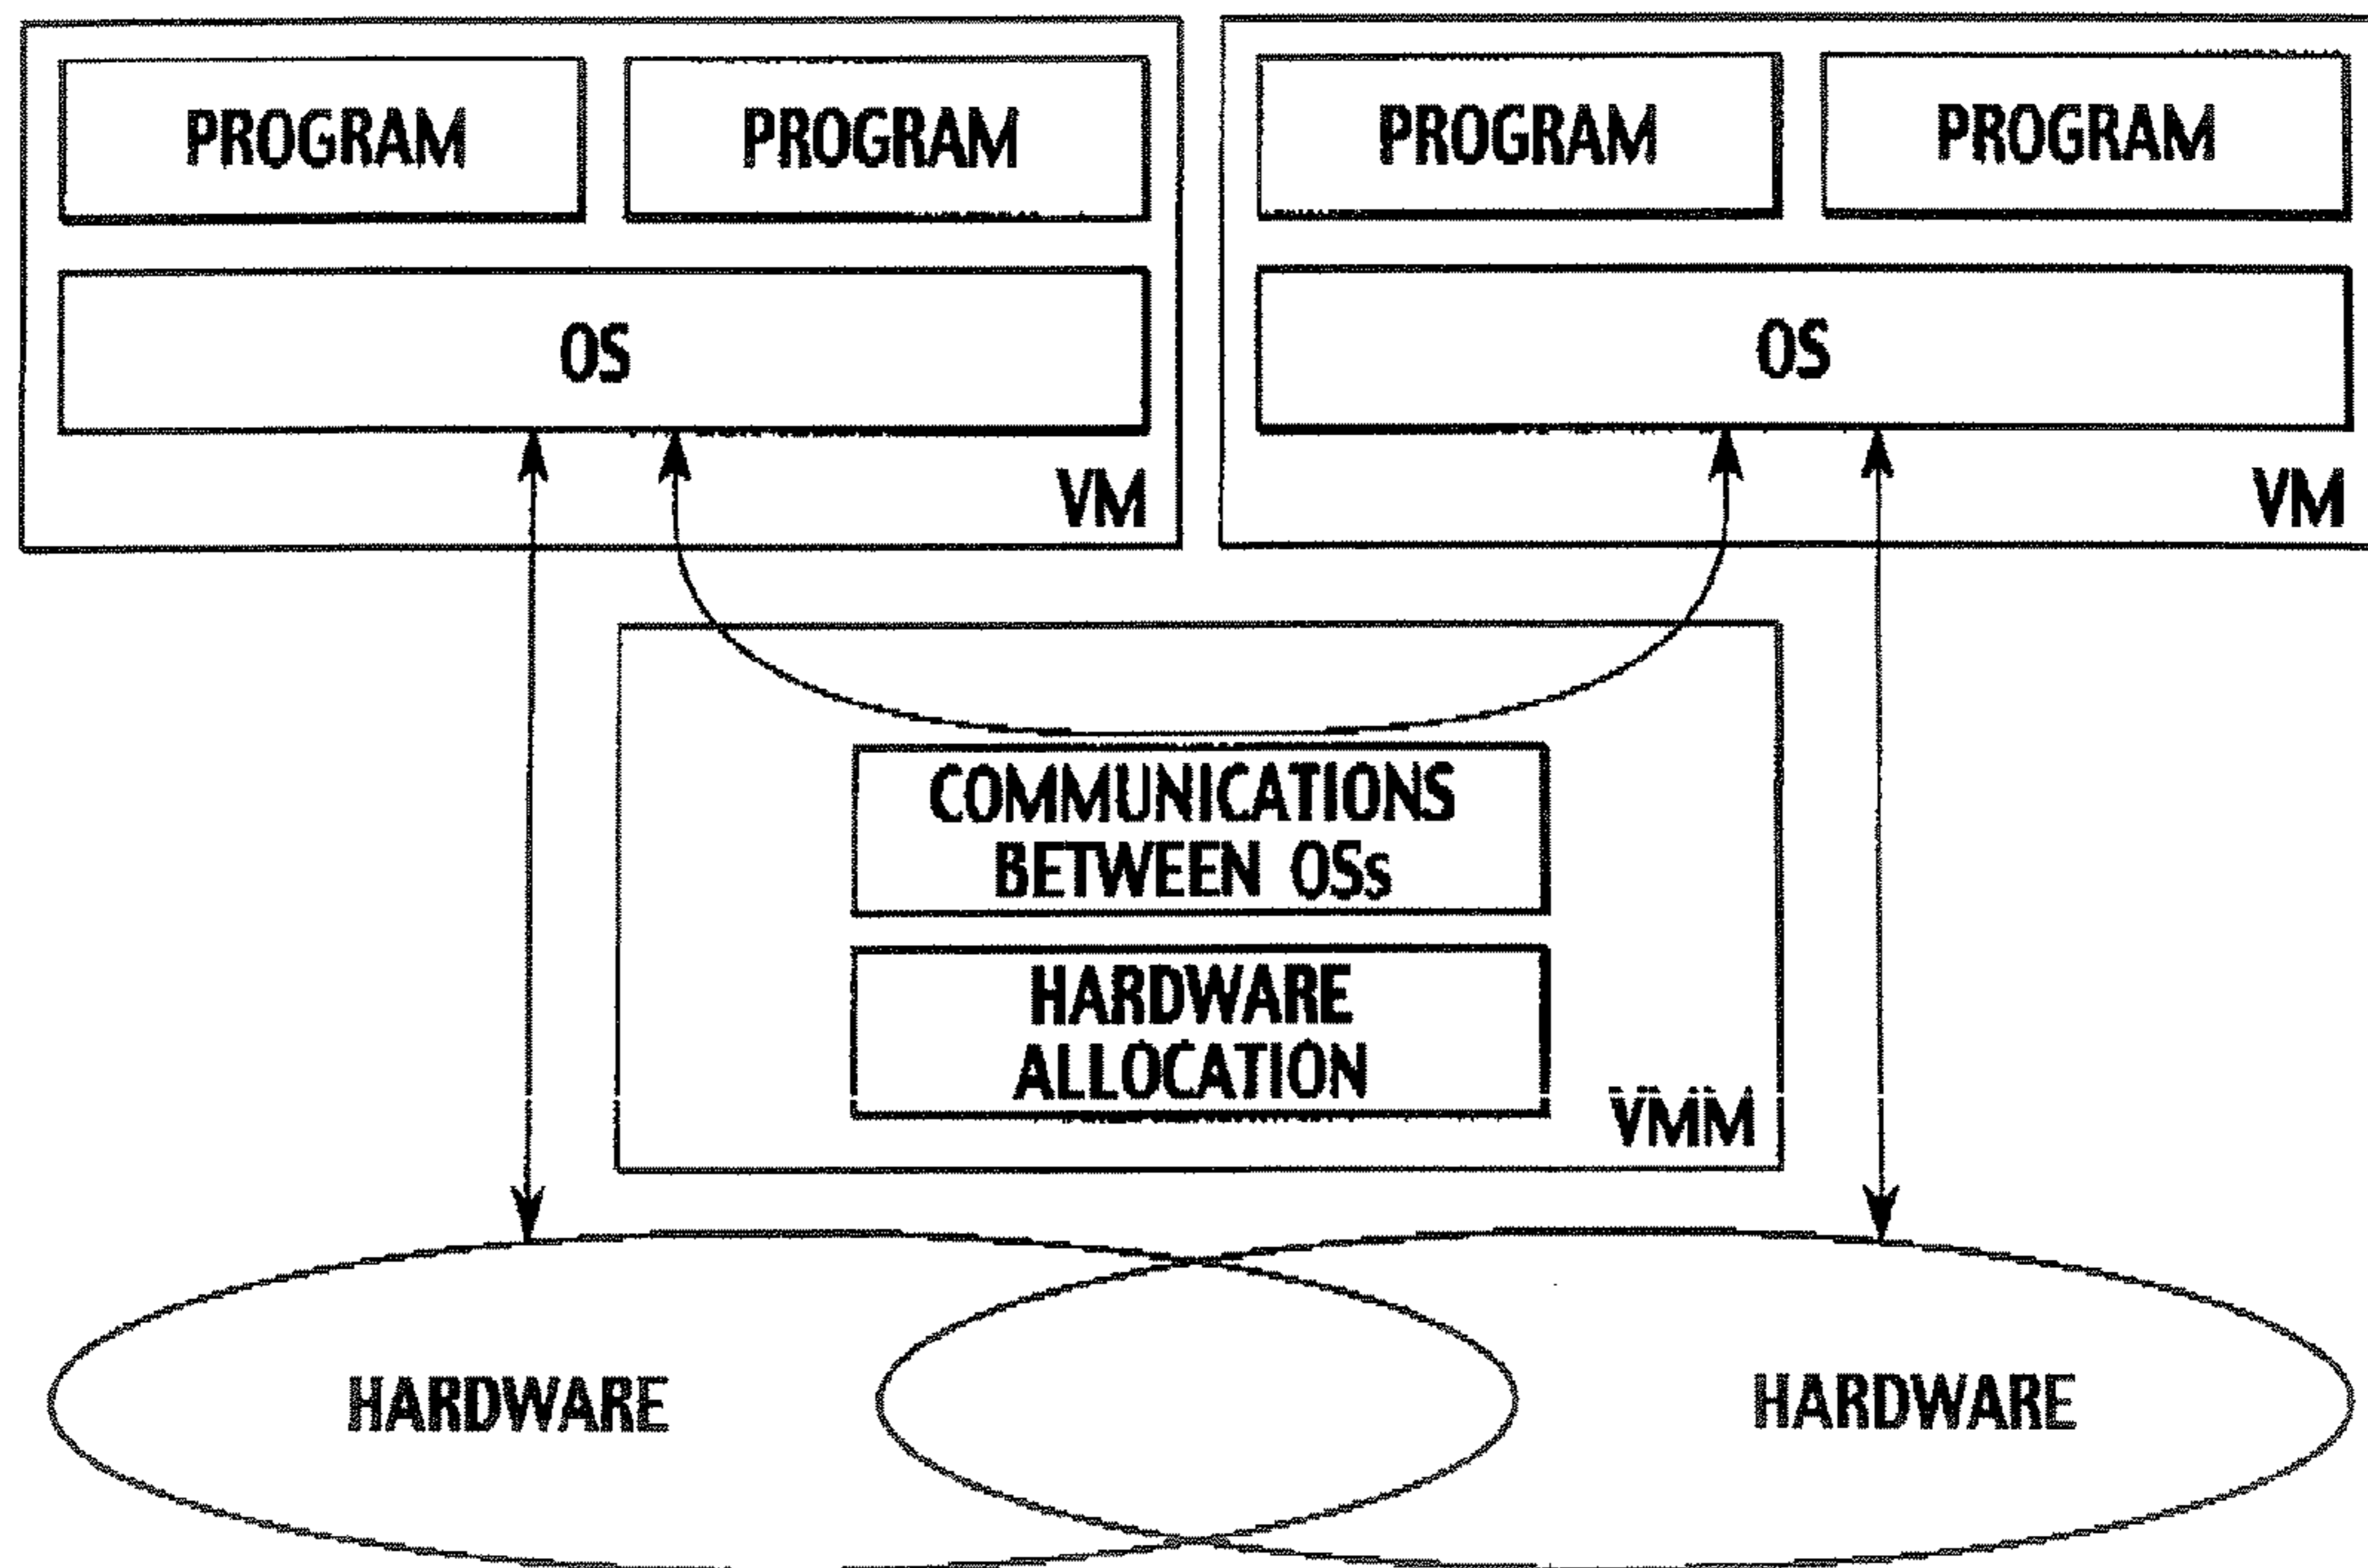 PROGRAM PROGRAM PROGRAM PROGRAM
OS OS
VM VM
COMMUNICATIONS
BETWEEN OSs
HARDWARE
ALLOCATION
VMM
HARDWARE HARDWARE